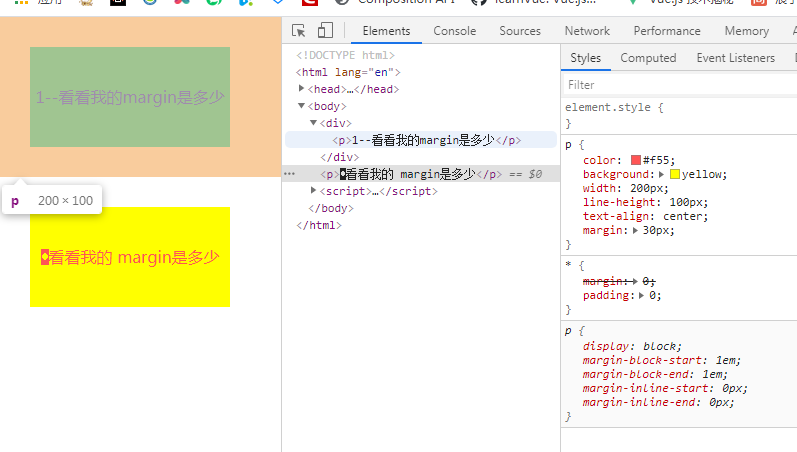 应用
Composition API
learnVue: Vue.js...
Vue.js 技术揭秘
Elements
Console
Sources
Network
Performance
Memory
1--看看我的margin是多少
p 200 × 100
看看我的 margin是多少
<!DOCTYPE html>
<html lang="en">
<head>…</head>
<body>
<div>
<p>1--看看我的margin是多少</p>
</div>
<p>看看我的 margin是多少</p> == $0
<script>…</script>
</body>
</html>
Styles
Computed
Event Listeners
Filter
element.style {
}
p {
color: #f55;
background: yellow;
width: 200px;
line-height: 100px;
text-align: center;
margin: 30px;
}
* {
margin: 0;
padding: 0;
}
p {
display: block;
margin-block-start: 1em;
margin-block-end: 1em;
margin-inline-start: 0px;
margin-inline-end: 0px;
}